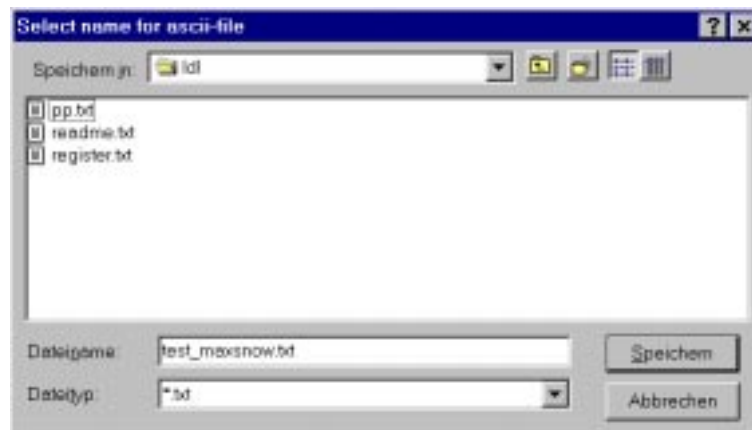 Select name for ascii-file
Speichern in: ldl
pp.txt
readme.txt
register.txt
Dateiname: test_maxsnow.txt
Speichern
Dateityp: *.txt
Abbrechen